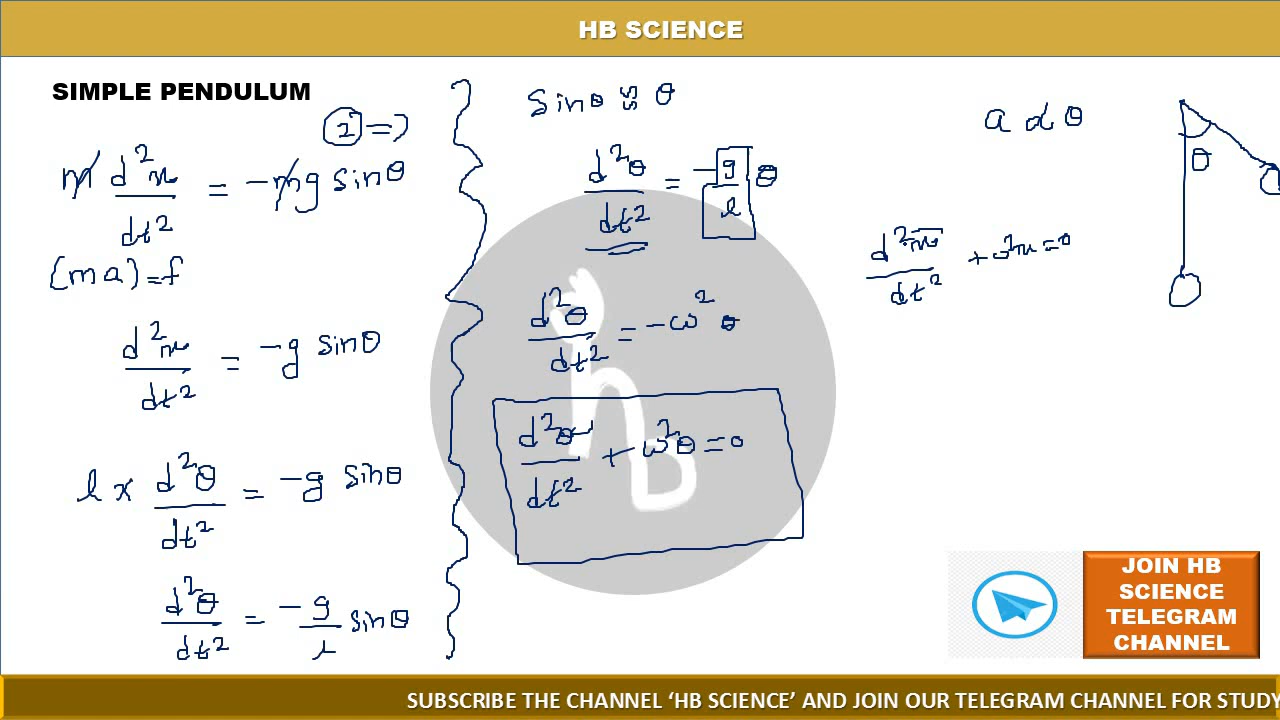 HB SCIENCE
SIMPLE PENDULUM
② =>
m d²x/dt² = -mg sinθ
(ma)=f
d²x/dt² = -g sinθ
l x d²θ/dt² = -g sinθ
d²θ/dt² = -g/l sinθ
sinθ ≈ θ
d²θ/dt² = -g/l θ
d²θ/dt² = -ω² θ
d²θ/dt² + ω²θ = 0
a α θ
θ
d²x/dt² + ω²x = 0
hB
JOIN HB
SCIENCE
TELEGRAM
CHANNEL
SUBSCRIBE THE CHANNEL ‘HB SCIENCE’ AND JOIN OUR TELEGRAM CHANNEL FOR STUDY